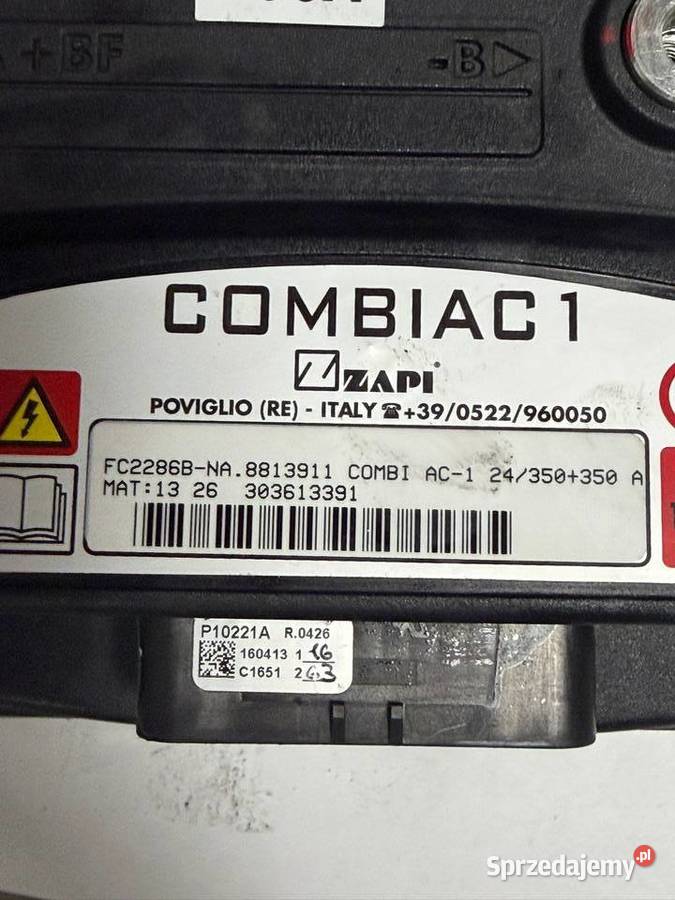 +BF
-B
COMBIAC1
ZAPI
POVIGLIO (RE) - ITALY ☎+39/0522/960050
FC2286B-NA.8813911 COMBI AC-1 24/350+350 A
MAT:13 26 303613391
P10221A R.0426
160413 1 16
C1651 2
Sprzedajemy.pl